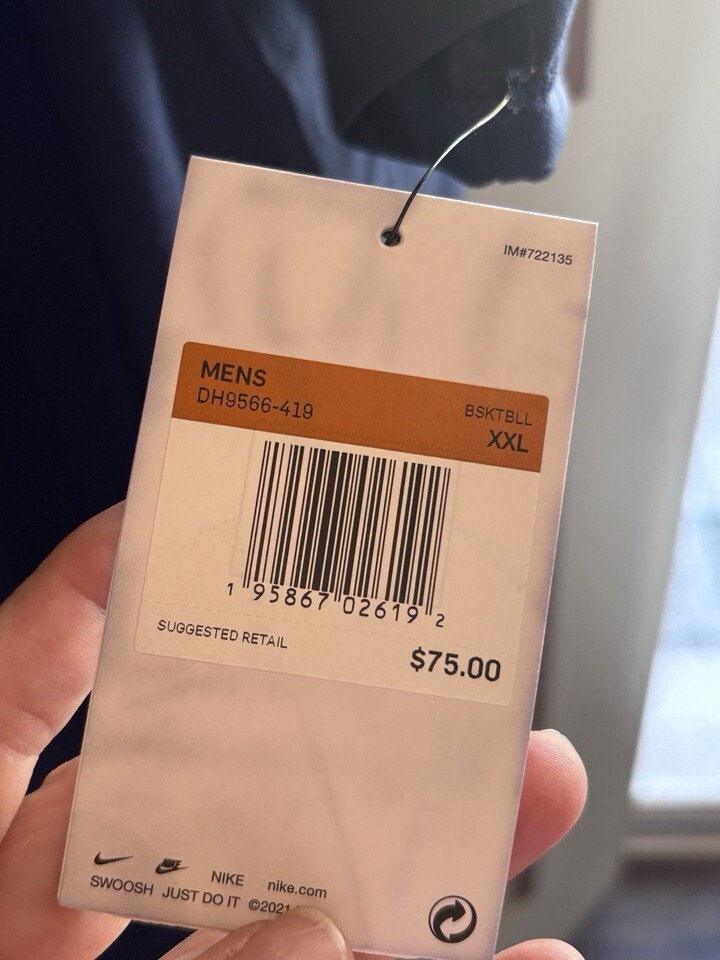 IM#722135
MENS
DH9566-419
BSKTBLL
XXL
1 95867 02619 2
SUGGESTED RETAIL
$75.00
NIKE
NIKE nike.com
SWOOSH JUST DO IT ©2021